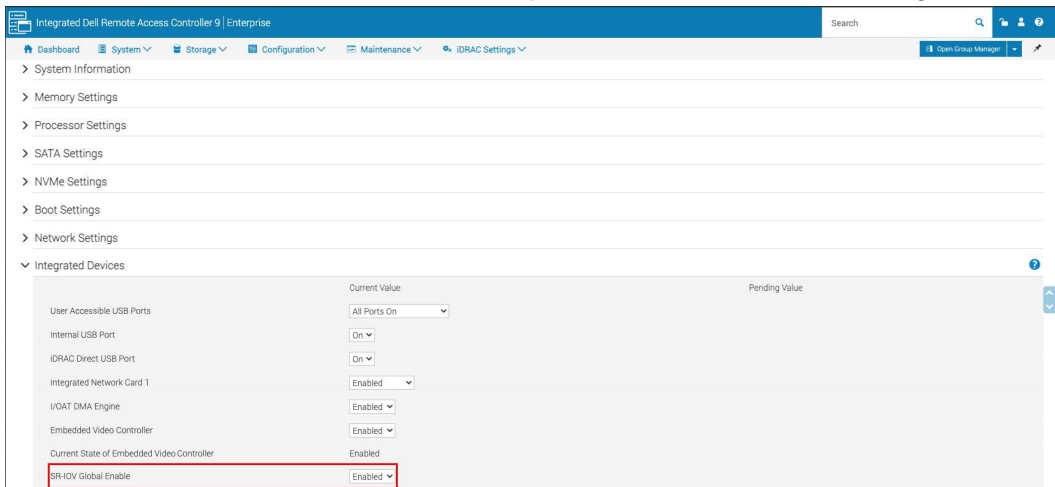 Integrated Dell Remote Access Controller 9 | Enterprise
Search
Dashboard System Storage Configuration Maintenance iDRAC Settings Open Group Manager
System Information
Memory Settings
Processor Settings
SATA Settings
NVMe Settings
Boot Settings
Network Settings
Integrated Devices
Current Value Pending Value
User Accessible USB Ports All Ports On
Internal USB Port On
iDRAC Direct USB Port On
Integrated Network Card 1 Enabled
I/OAT DMA Engine Enabled
Embedded Video Controller Enabled
Current State of Embedded Video Controller Enabled
SR-IOV Global Enable Enabled